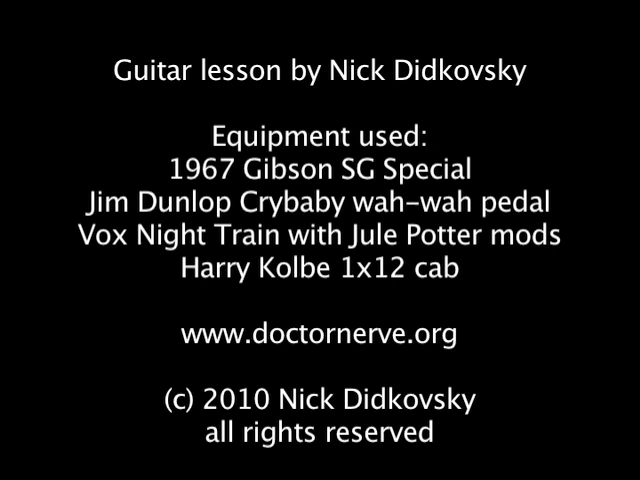 Guitar lesson by Nick Didkovsky
Equipment used:
1967 Gibson SG Special
Jim Dunlop Crybaby wah-wah pedal
Vox Night Train with Jule Potter mods
Harry Kolbe 1x12 cab
www.doctornerve.org
(c) 2010 Nick Didkovsky
all rights reserved